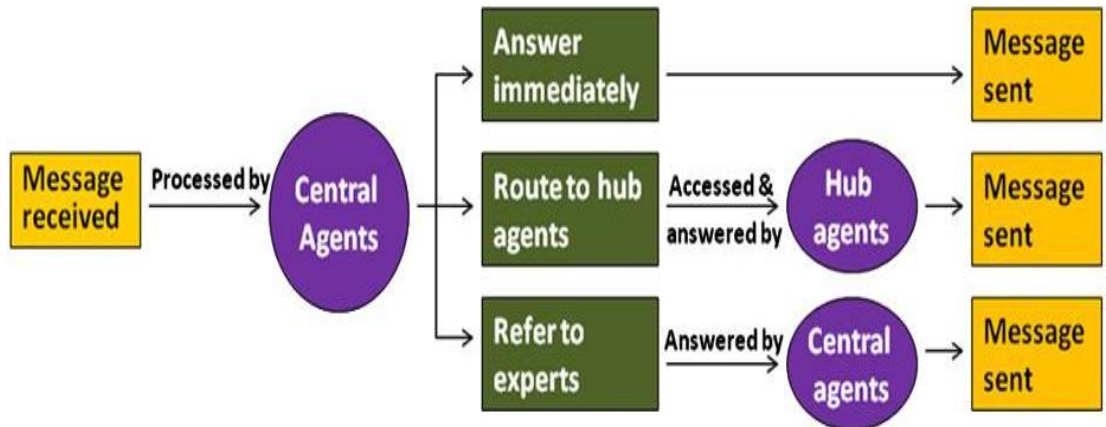 Message
received
Processed by
Central
Agents
Answer
immediately
Message
sent
Route to hub
agents
Accessed &
answered by
Hub
agents
Message
sent
Refer to
experts
Answered by
Central
agents
Message
sent